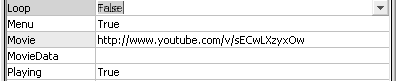 Loop False
Menu True
Movie http://www.youtube.com/v/sECwLXzyxOw
MovieData
Playing True